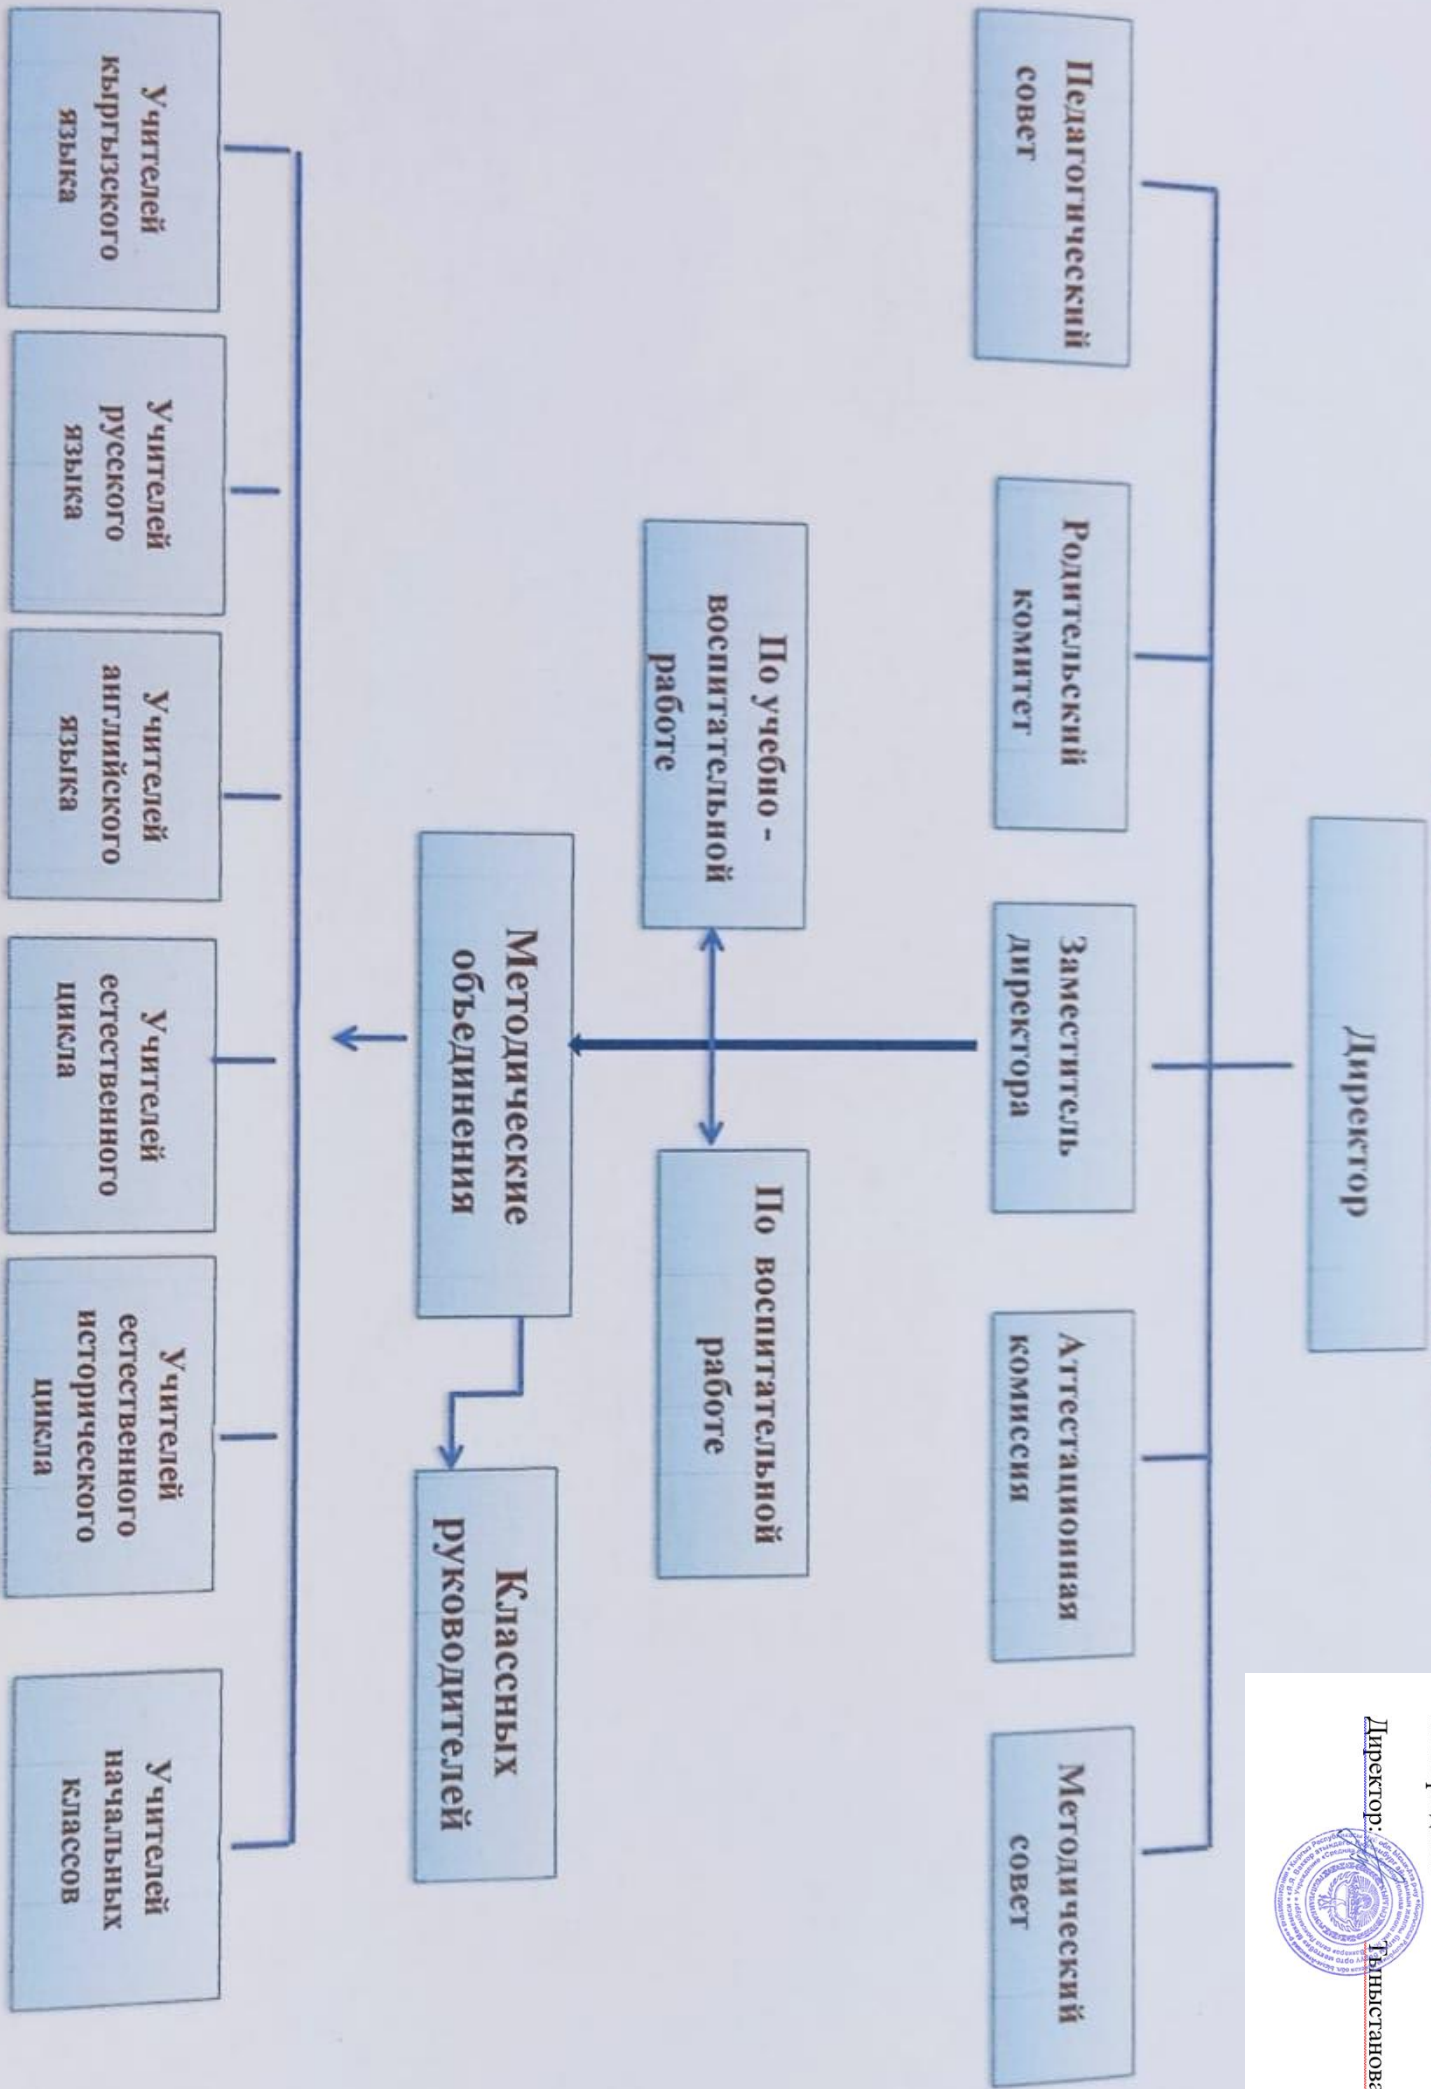 Директор:
Тыныстанова
Директор
Педагогический
совет
Родительский
комитет
Заместитель
директора
Аттестационная
комиссия
Методический
совет
По учебно -
воспитательной
работе
По воспитательной
работе
Методические
объединения
Классных
руководителей
Учителей
кыргызского
языка
Учителей
русского
языка
Учителей
английского
языка
Учителей
естественного
цикла
Учителей
естественного
исторического
цикла
Учителей
начальных
классов